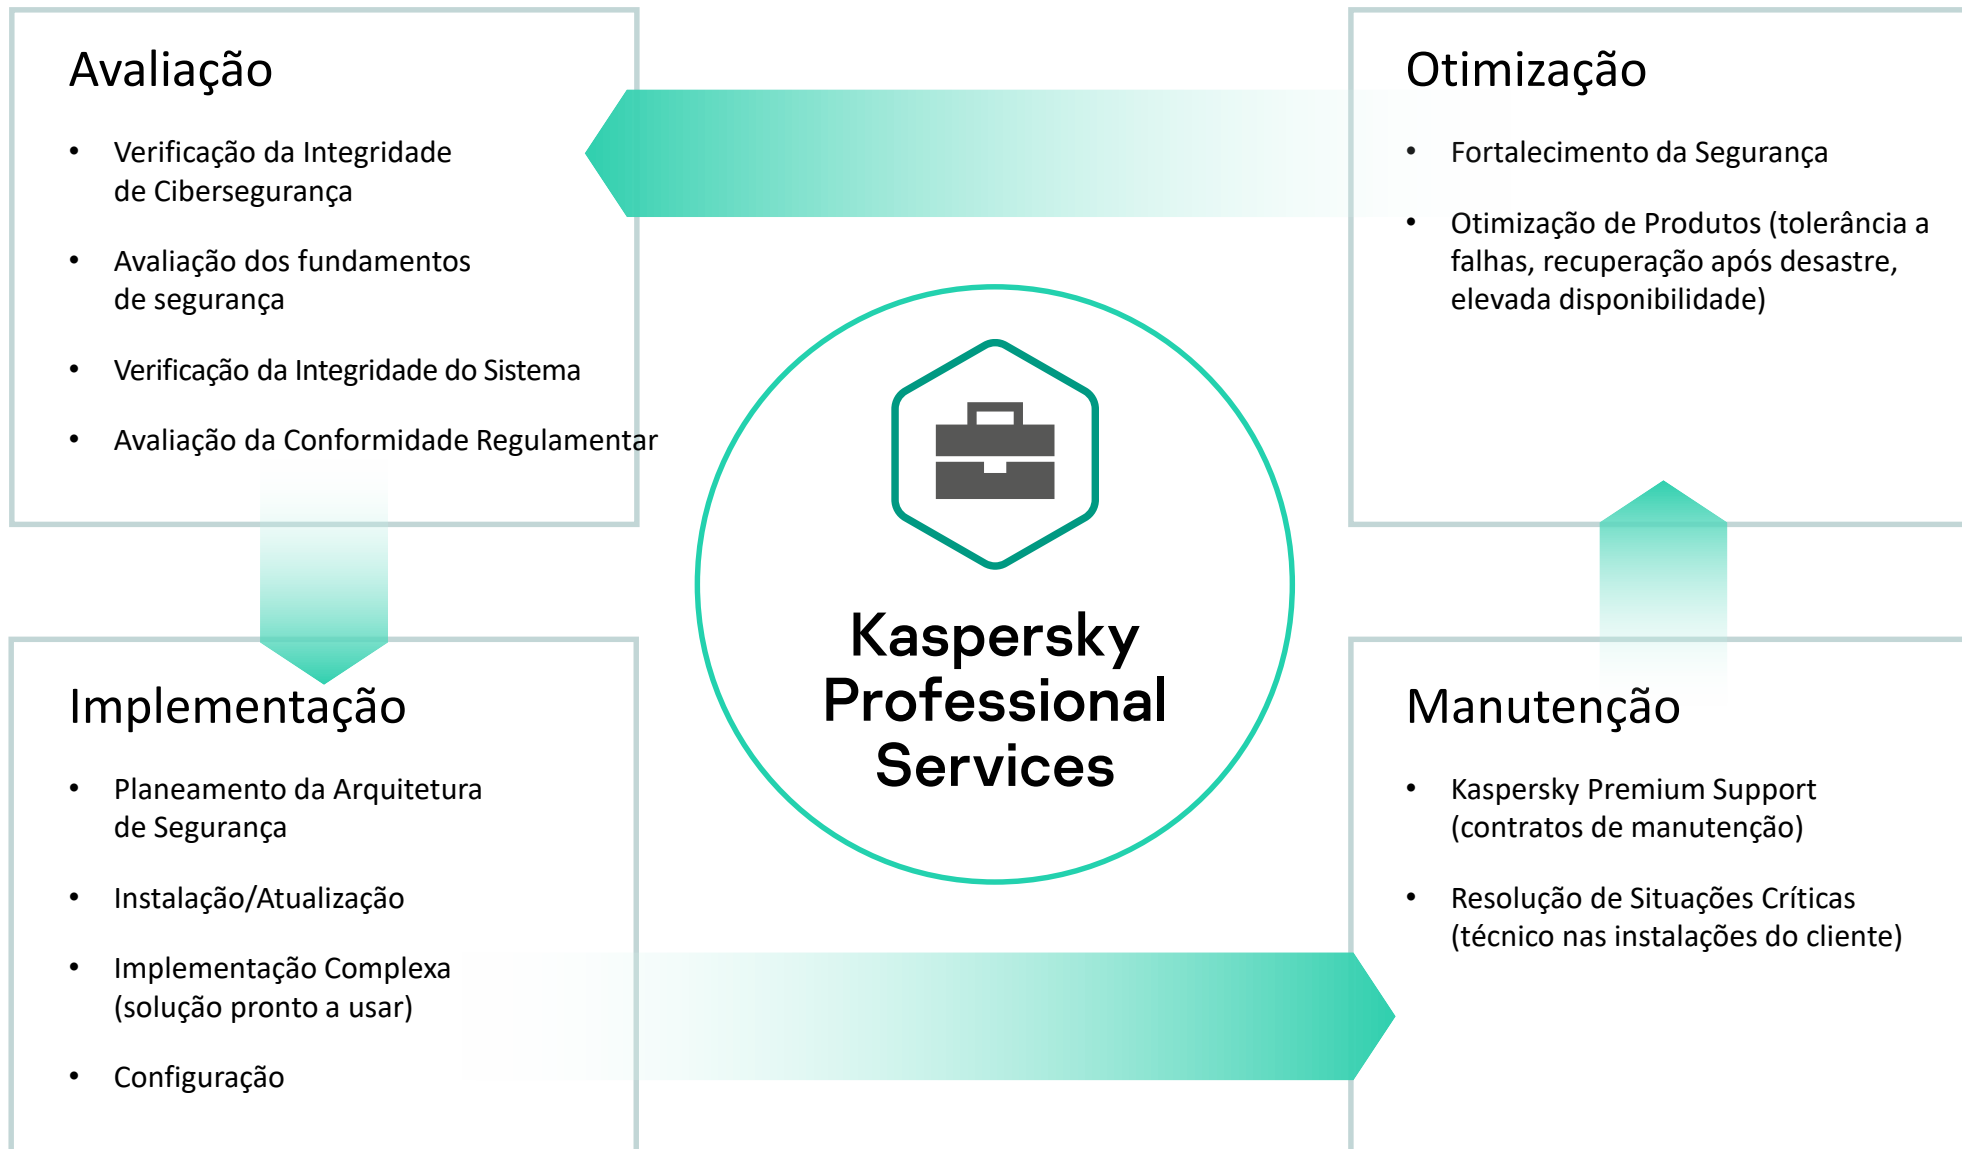 Avaliação
• Verificação da Integridade
de Cibersegurança
• Avaliação dos fundamentos
de segurança
• Verificação da Integridade do Sistema
• Avaliação da Conformidade Regulamentar
Otimização
• Fortalecimento da Segurança
• Otimização de Produtos (tolerância a
falhas, recuperação após desastre,
elevada disponibilidade)
Kaspersky
Professional
Services
Implementação
• Planeamento da Arquitetura
de Segurança
• Instalação/Atualização
• Implementação Complexa
(solução pronto a usar)
• Configuração
Manutenção
• Kaspersky Premium Support
(contratos de manutenção)
• Resolução de Situações Críticas
(técnico nas instalações do cliente)